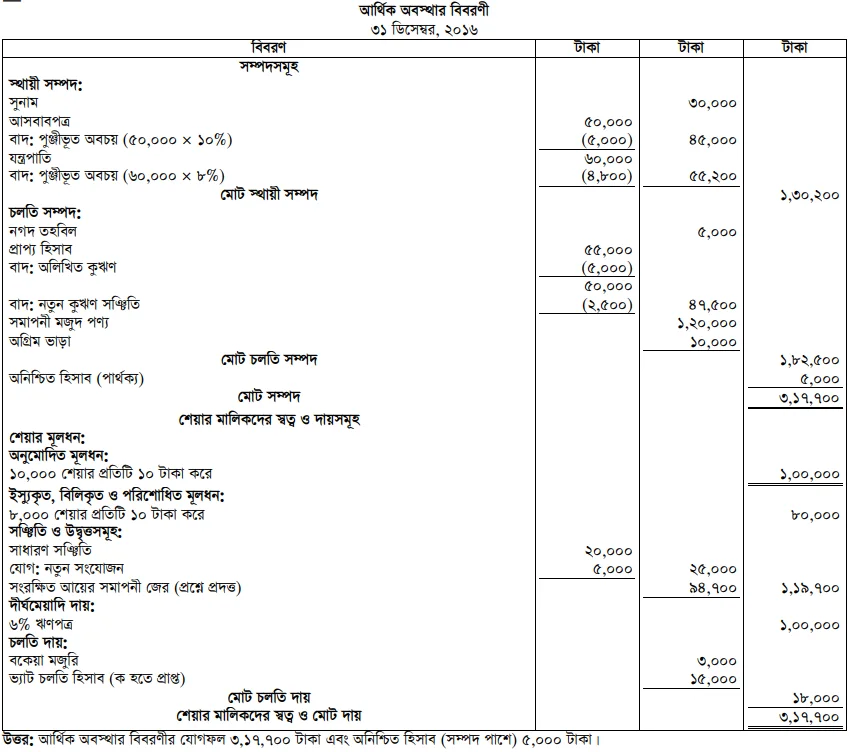 আর্থিক অবস্থার বিবরণী
৩১ ডিসেম্বর, ২০১৬
বিবরণ টাকা টাকা টাকা
সম্পদসমূহ
স্থায়ী সম্পদ:
সুনাম ৩০,০০০
আসবাবপত্র ৫০,০০০
বাদ: পুঞ্জীভূত অবচয় (৫০,০০০ × ১০%) (৫,০০০) ৪৫,০০০
যন্ত্রপাতি ৬০,০০০
বাদ: পুঞ্জীভূত অবচয় (৬০,০০০ × ৮%) (৪,৮০০) ৫৫,২০০
মোট স্থায়ী সম্পদ ১,৩০,২০০
চলতি সম্পদ:
নগদ তহবিল ৫,০০০
প্রাপ্য হিসাব ৫৫,০০০
বাদ: অলিখিত কুঋণ (৫,০০০)
৫০,০০০
বাদ: নতুন কুঋণ সঞ্চিতি (২,৫০০) ৪৭,৫০০
সমাপনী মজুদ পণ্য ১,২০,০০০
অগ্রিম ভাড়া ১০,০০০
মোট চলতি সম্পদ ১,৮২,৫০০
অনিশ্চিত হিসাব (পার্থক্য) ৫,০০০
মোট সম্পদ ৩,১৭,৭০০
শেয়ার মালিকদের স্বত্ব ও দায়সমূহ
শেয়ার মূলধন:
অনুমোদিত মূলধন:
১০,০০০ শেয়ার প্রতিটি ১০ টাকা করে ১,০০,০০০
ইস্যুকৃত, বিলিকৃত ও পরিশোধিত মূলধন:
৮,০০০ শেয়ার প্রতিটি ১০ টাকা করে ৮০,০০০
সঞ্চিতি ও উদ্বৃত্তসমূহ:
সাধারণ সঞ্চিতি ২০,০০০
যোগ: নতুন সংযোজন ৫,০০০ ২৫,০০০
সংরক্ষিত আয়ের সমাপনী জের (প্রশ্নে প্রদত্ত) ৯৪,৭০০ ১,১৯,৭০০
দীর্ঘমেয়াদি দায়:
৬% ঋণপত্র ১,০০,০০০
চলতি দায়:
বকেয়া মজুরি ৩,০০০
ভ্যাট চলতি হিসাব (ক হতে প্রাপ্ত) ১৫,০০০
মোট চলতি দায় ১৮,০০০
শেয়ার মালিকদের স্বত্ব ও মোট দায় ৩,১৭,৭০০
উত্তর: আর্থিক অবস্থার বিবরণীর যোগফল ৩,১৭,৭০০ টাকা এবং অনিশ্চিত হিসাব (সম্পদ পাশে) ৫,০০০ টাকা।